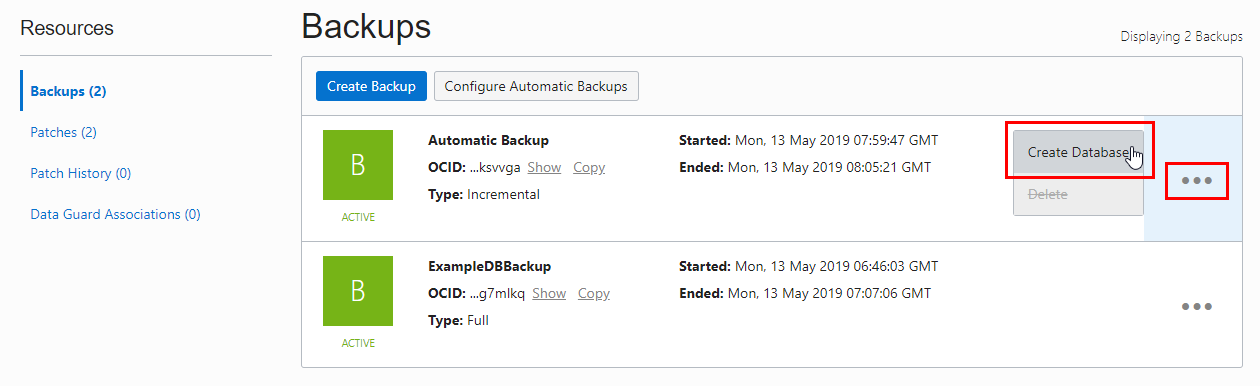 Resources
Backups (2)
Patches (2)
Patch History (0)
Data Guard Associations (0)
Backups
Displaying 2 Backups
Create Backup Configure Automatic Backups
B
ACTIVE
Automatic Backup
OCID: ...ksvvga Show Copy
Type: Incremental
Started: Mon, 13 May 2019 07:59:47 GMT
Ended: Mon, 13 May 2019 08:05:21 GMT
Create Database
Delete
B
ACTIVE
ExampleDBBackup
OCID: ...g7mlkq Show Copy
Type: Full
Started: Mon, 13 May 2019 06:46:03 GMT
Ended: Mon, 13 May 2019 07:07:06 GMT